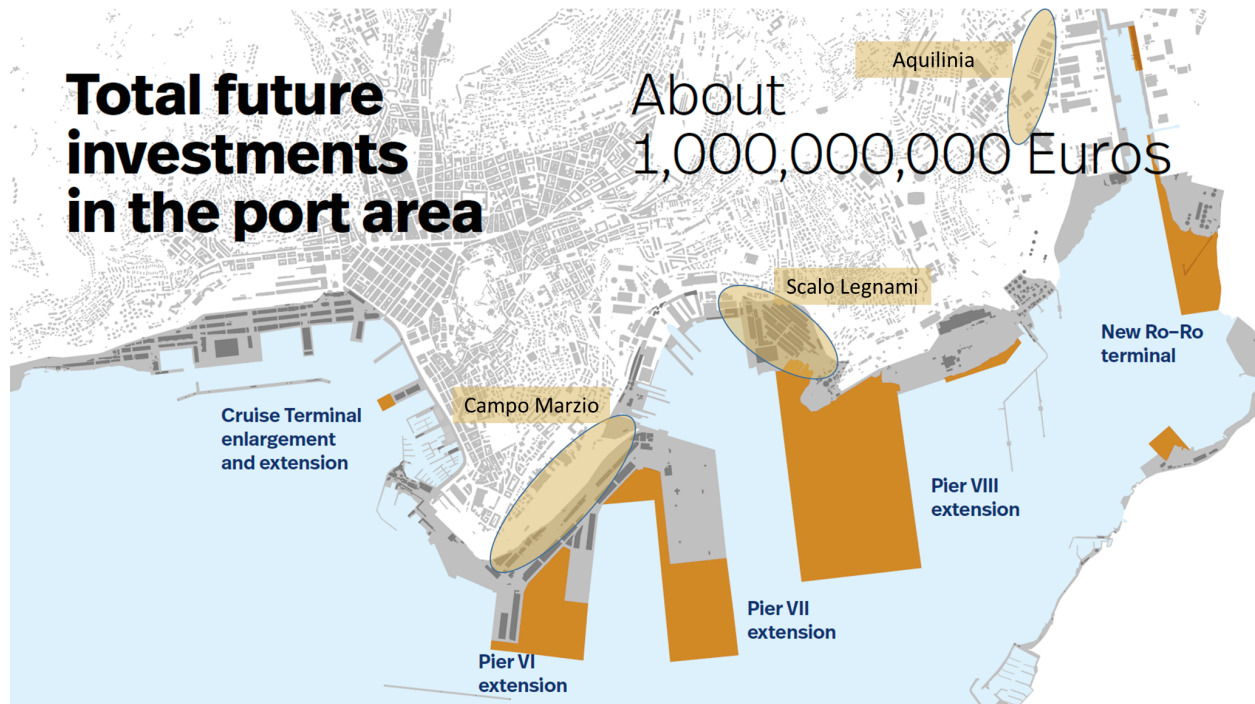 Total future
investments
in the port area
About
1,000,000,000 Euros
Aquilinia
Scalo Legnami
Campo Marzio
New Ro–Ro
terminal
Cruise Terminal
enlargement
and extension
Pier VIII
extension
Pier VII
extension
Pier VI
extension